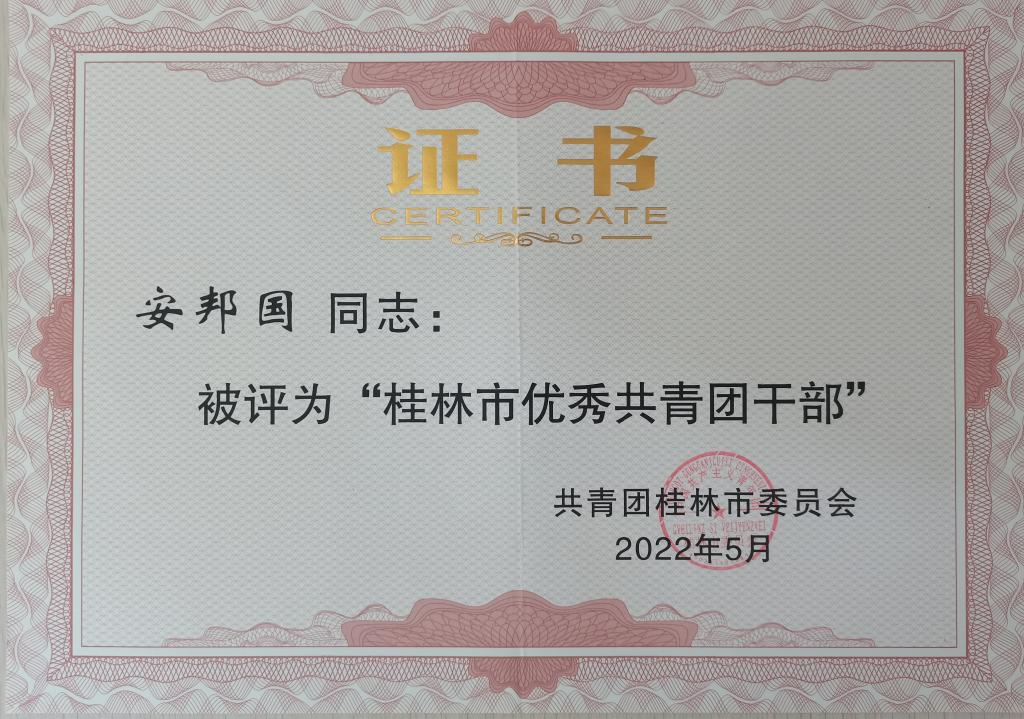 证书
CERTIFICATE
安邦国 同志：
被评为“桂林市优秀共青团干部”
共青团桂林市委员会
2022年5月